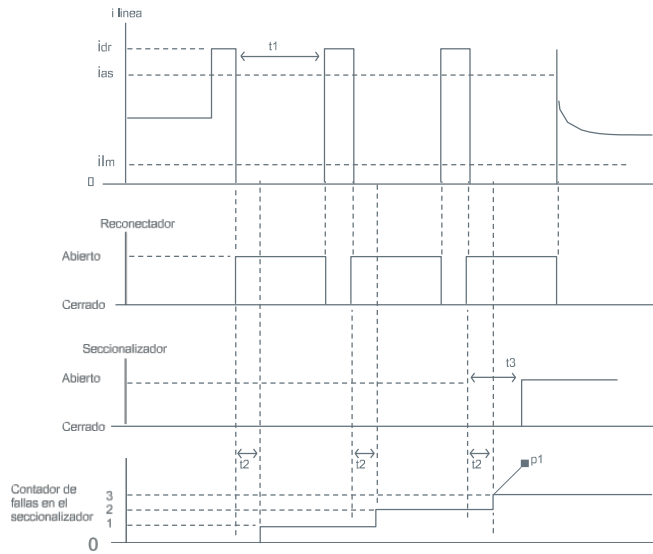 i linea
idr
t1
ias
ilm
0
Reconectador
Abierto
Cerrado
Seccionalizador
Abierto
t3
Cerrado
t2
t2
t2
p1
Contador de
fallas en el
seccionalizador
3
2
1
0